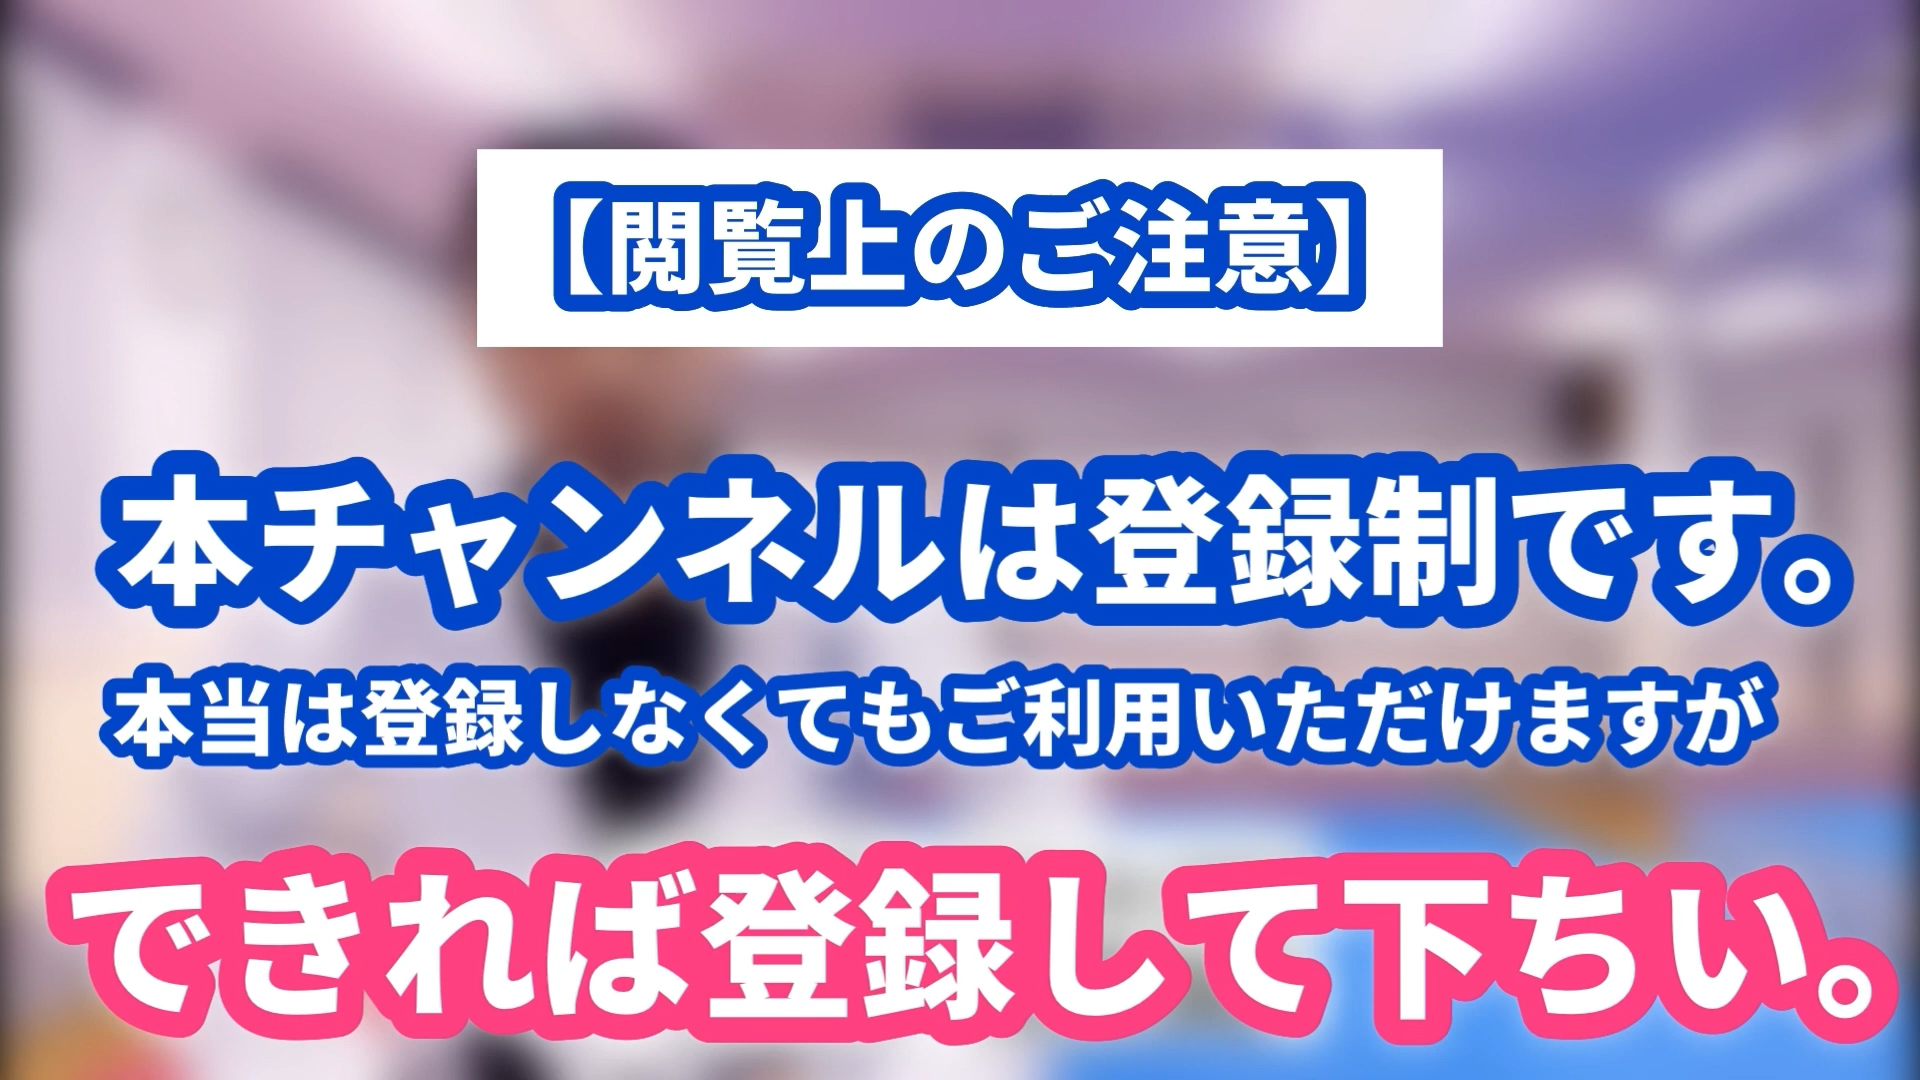 【閲覧上のご注意】
本チャンネルは登録制です。
本当は登録しなくてもご利用いただけますが
できれば登録して下ちい。